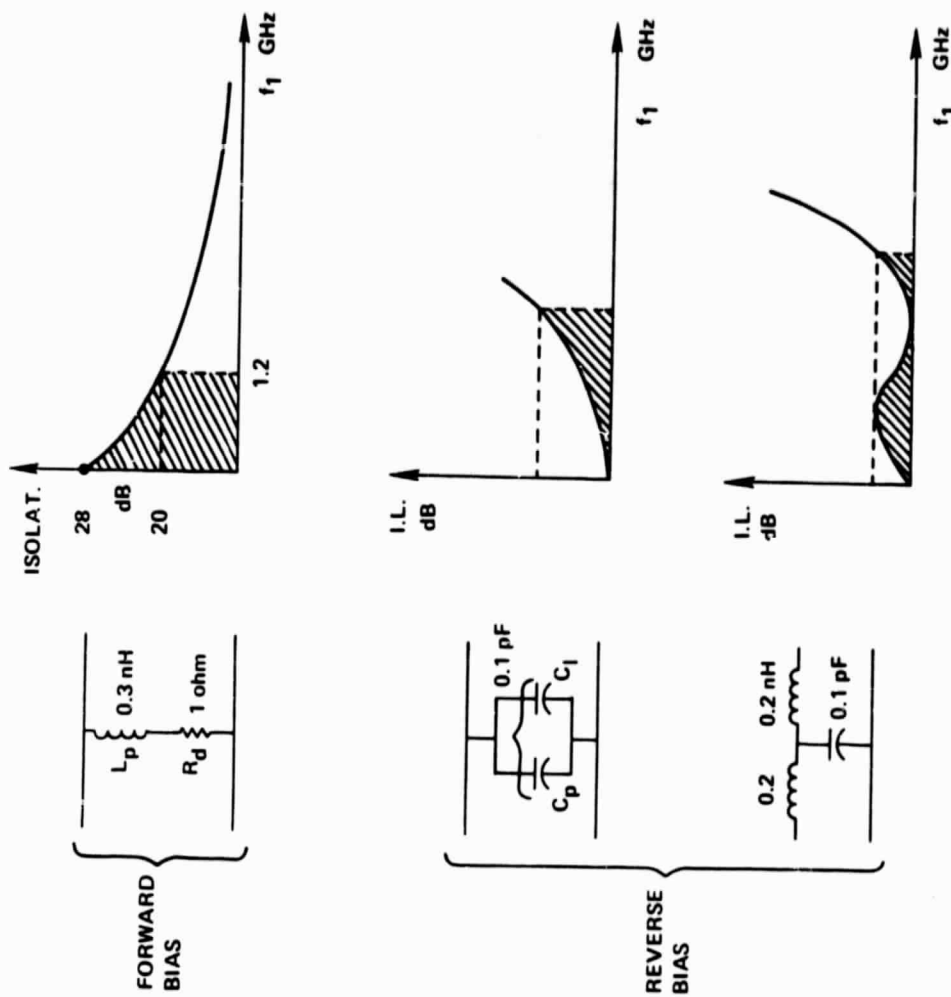 FORWARD
BIAS
Lp
0.3 nH
Rd
1 ohm
ISOLAT.
28
dB
20
1.2
f1 GHz
REVERSE
BIAS
0.1 pF
Cp
CI
I.L.
dB
f1 GHz
0.2
0.2 nH
0.1 pF
I.L.
dB
f1 GHz